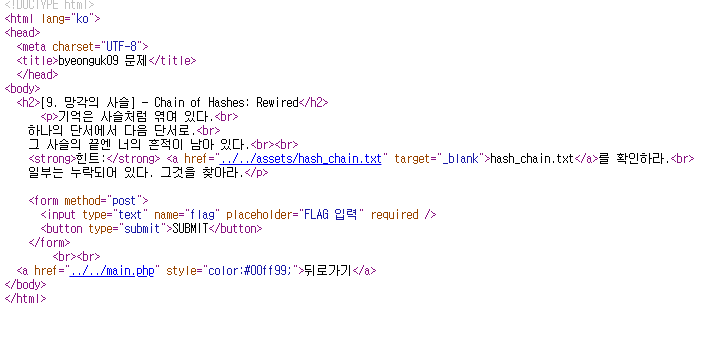 <!DOCTYPE html>
<html lang="ko">
<head>
<meta charset="UTF-8">
<title>byeonguk09 문제</title>
</head>
<body>
<h2>[9. 망각의 사슬] - Chain of Hashes: Rewired</h2>
<p>기억은 사슬처럼 엮여 있다.<br>
하나의 단서에서 다음 단서로.<br>
그 사슬의 끝엔 너의 흔적이 남아 있다.<br><br>
<strong>힌트:</strong> <a href="../../assets/hash_chain.txt" target="_blank">hash_chain.txt</a>를 확인하라.<br>
일부는 누락되어 있다. 그것을 찾아라.</p>
<form method="post">
<input type="text" name="flag" placeholder="FLAG 입력" required />
<button type="submit">SUBMIT</button>
</form>
<br><br>
<a href="../../main.php" style="color:#00ff99;">뒤로가기</a>
</body>
</html>